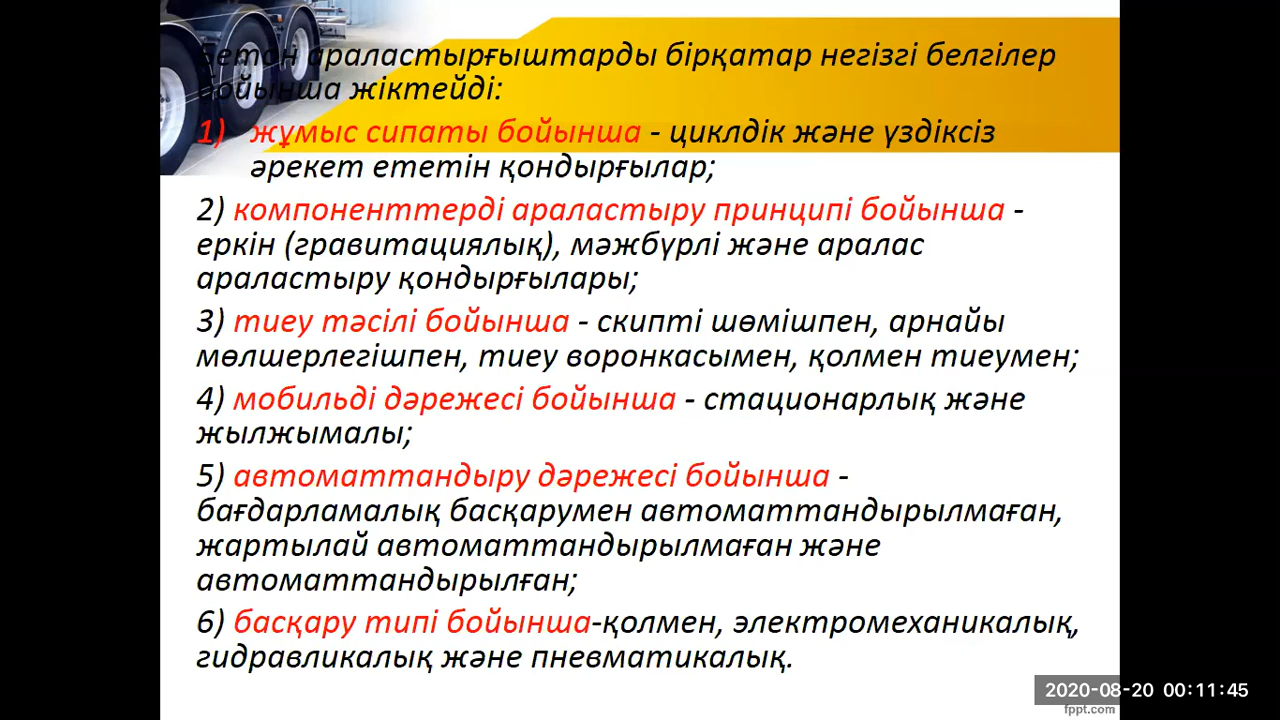 Бетон араластырғыштарды бірқатар негізгі белгілер
бойынша жіктейді:
1) жұмыс сипаты бойынша - циклдік және үздіксіз
әрекет ететін қондырғылар;
2) компоненттерді араластыру принципі бойынша -
еркін (гравитациялық), мәжбүрлі және аралас
араластыру қондырғылары;
3) тиеу тәсілі бойынша - скипті шөмішпен, арнайы
мөлшерлегішпен, тиеу воронкасымен, қолмен тиеумен;
4) мобильді дәрежесі бойынша - стационарлық және
жылжымалы;
5) автоматтандыру дәрежесі бойынша -
бағдарламалық басқарумен автоматтандырылмаған,
жартылай автоматтандырылмаған және
автоматтандырылған;
6) басқару типі бойынша-қолмен, электромеханикалық,
гидравликалық және пневматикалық.
2020-08-20 00:11:45
fppt.com